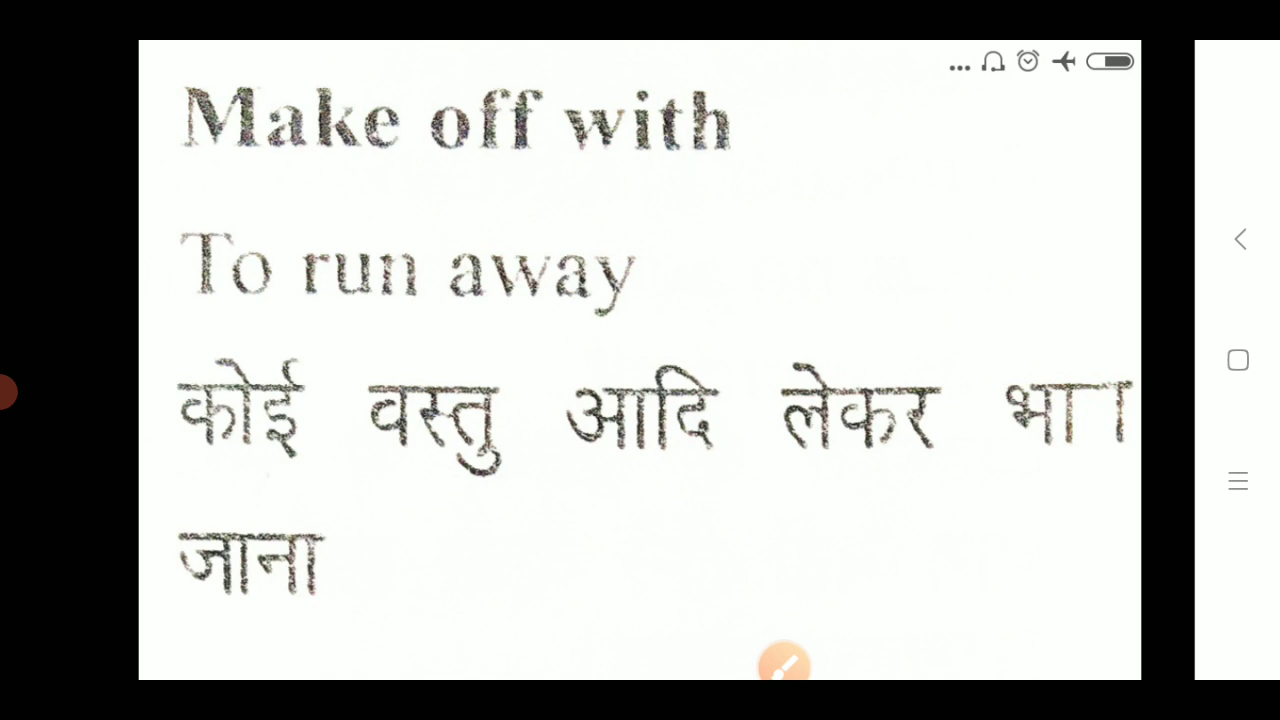 Make off with
To run away
कोई वस्तु आदि लेकर भाग
जाना